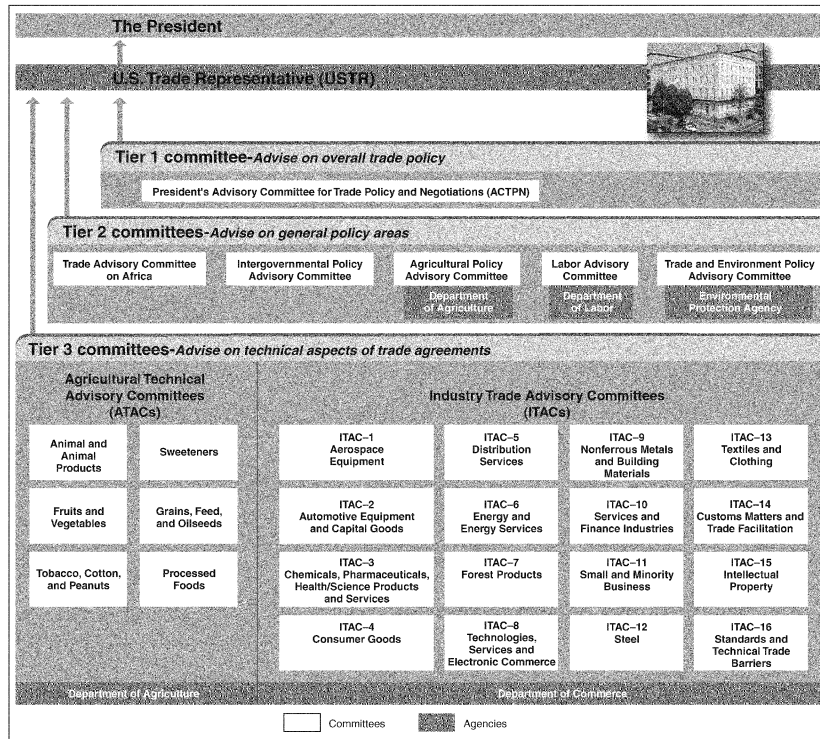 The President
U.S. Trade Representative (USTR)
Tier 1 committee-Advise on overall trade policy
President's Advisory Committee for Trade Policy and Negotiations (ACTPN)
Tier 2 committees-Advise on general policy areas
Trade Advisory Committee
on Africa
Intergovernmental Policy
Advisory Committee
Agricultural Policy
Advisory Committee
Department
of Agriculture
Labor Advisory
Committee
Department
of Labor
Trade and Environment Policy
Advisory Committee
Environmental
Protection Agency
Tier 3 committees-Advise on technical aspects of trade agreements
Agricultural Technical
Advisory Committees
(ATACs)
Animal and
Animal
Products
Sweeteners
Fruits and
Vegetables
Grains, Feed,
and Oilseeds
Tobacco, Cotton,
and Peanuts
Processed
Foods
Department of Agriculture
Industry Trade Advisory Committees
(ITACs)
ITAC–1
Aerospace
Equipment
ITAC–5
Distribution
Services
ITAC–9
Nonferrous Metals
and Building
Materials
ITAC–13
Textiles and
Clothing
ITAC–2
Automotive Equipment
and Capital Goods
ITAC–6
Energy and
Energy Services
ITAC–10
Services and
Finance Industries
ITAC–14
Customs Matters and
Trade Facilitation
ITAC–3
Chemicals, Pharmaceuticals,
Health/Science Products
and Services
ITAC–7
Forest Products
ITAC–11
Small and Minority
Business
ITAC–15
Intellectual
Property
ITAC–4
Consumer Goods
ITAC–8
Technologies,
Services and
Electronic Commerce
ITAC–12
Steel
ITAC–16
Standards and
Technical Trade
Barriers
Department of Commerce
Committees
Agencies